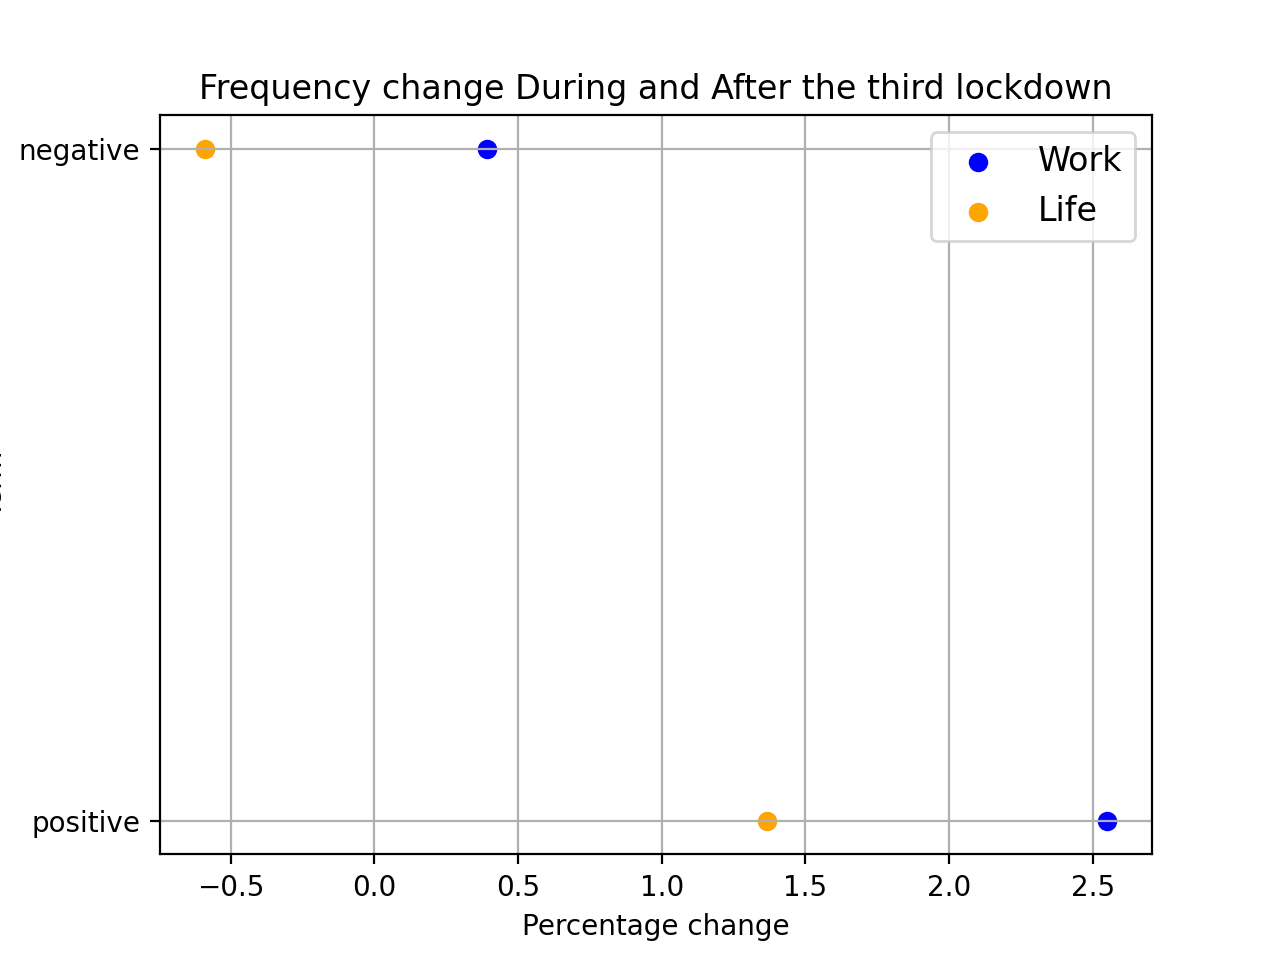 Frequency change During and After the third lockdown
negative
Work
Life
positive
−0.5 0.0 0.5 1.0 1.5 2.0 2.5
Percentage change